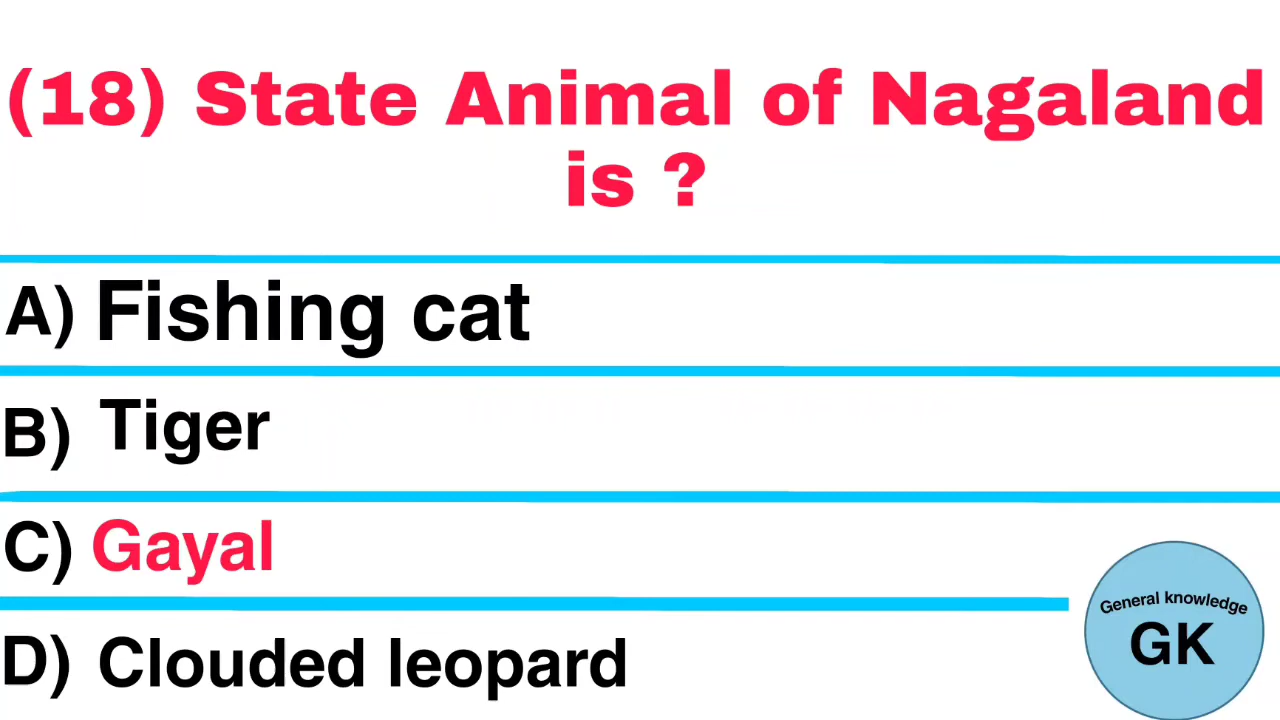 (18) State Animal of Nagaland
is ?
A) Fishing cat
B) Tiger
C) Gayal
D) Clouded leopard
General knowledge
GK